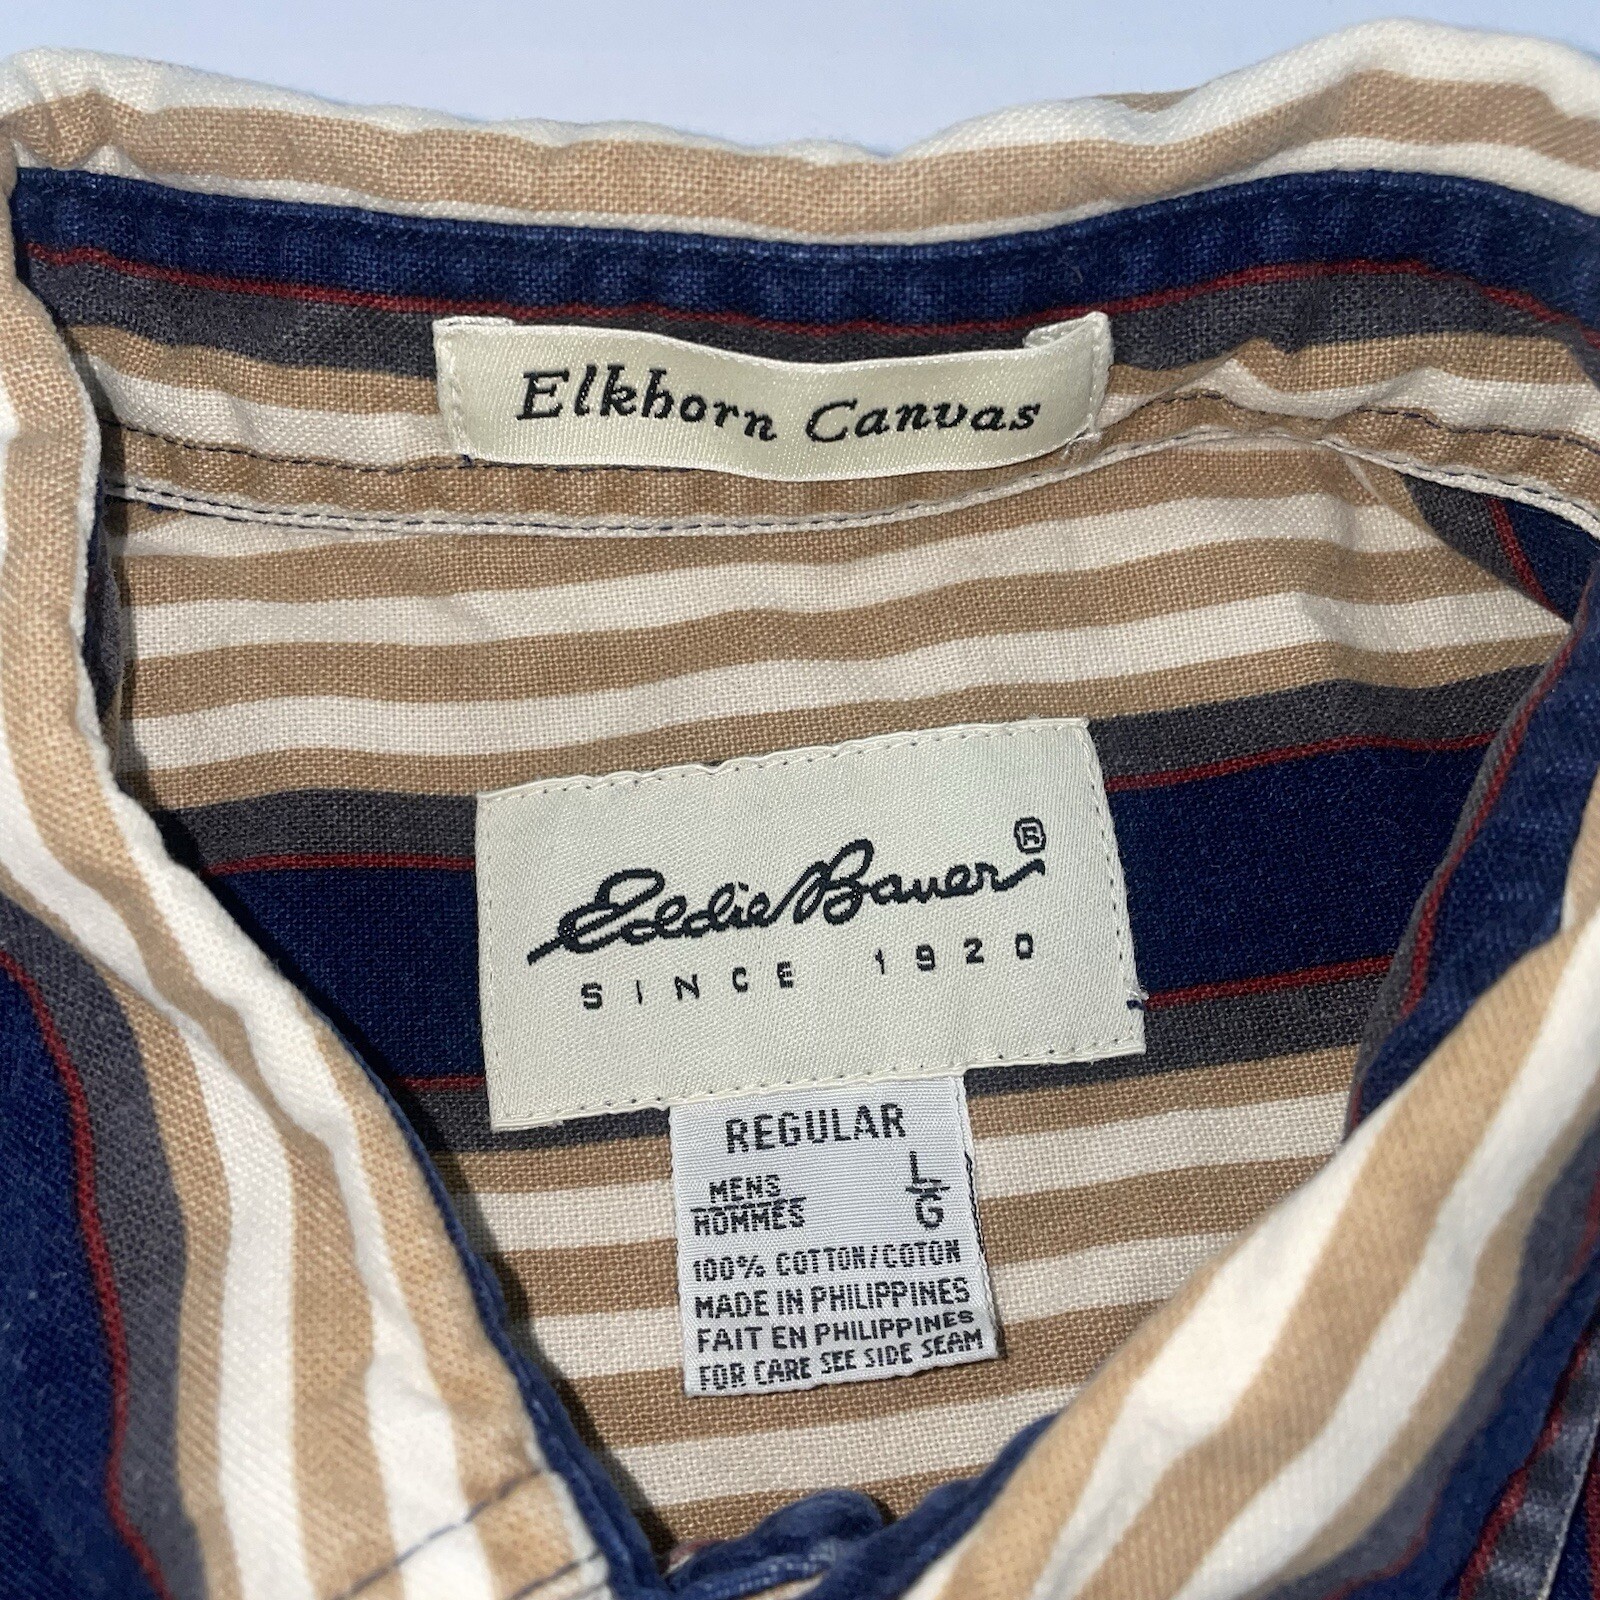 Elkhorn Canvas
Eddie Bauer®
SINCE 1920
REGULAR
MENS L
HOMMES G
100% COTTON/COTON
MADE IN PHILIPPINES
FAIT EN PHILIPPINES
FOR CARE SEE SIDE SEAM